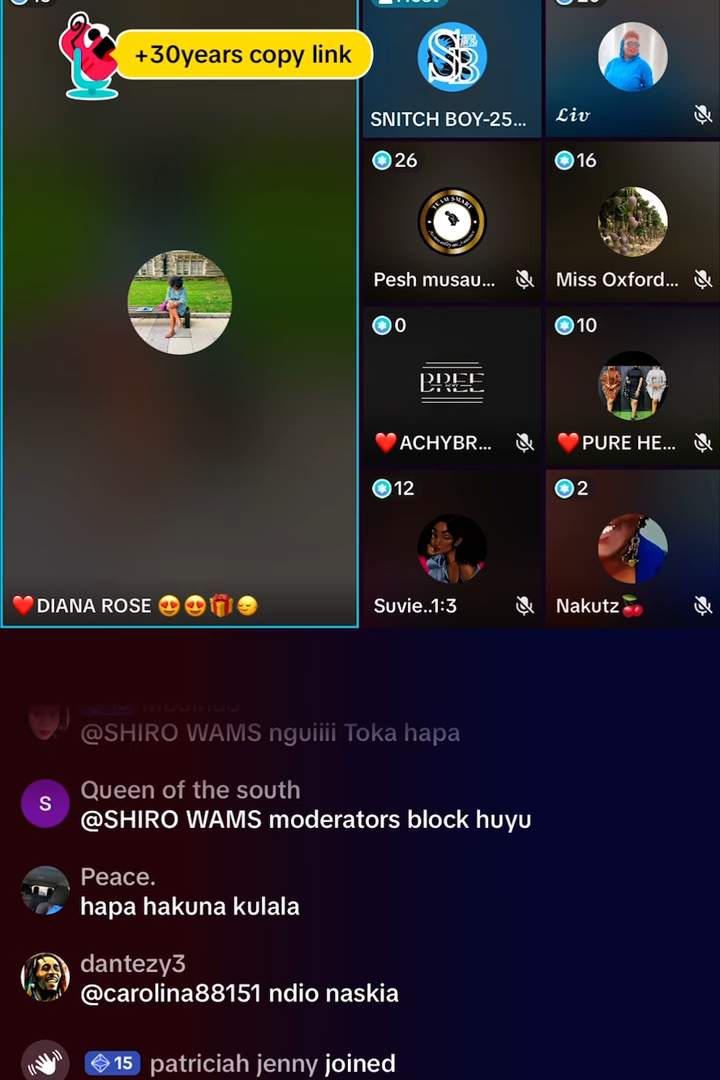 +30years copy link
SNITCH BOY-25...
Liv
26
Pesh musau...
16
Miss Oxford...
0
BREE
❤️ACHYBR...
10
❤️PURE HE...
12
Suvie..1:3
2
Nakutz🍒
❤️DIANA ROSE 😍😍🎁😔
@SHIRO WAMS nguiiii Toka hapa
S
Queen of the south
@SHIRO WAMS moderators block huyu
Peace.
hapa hakuna kulala
dantezy3
@carolina88151 ndio naskia
15 patriciah jenny joined